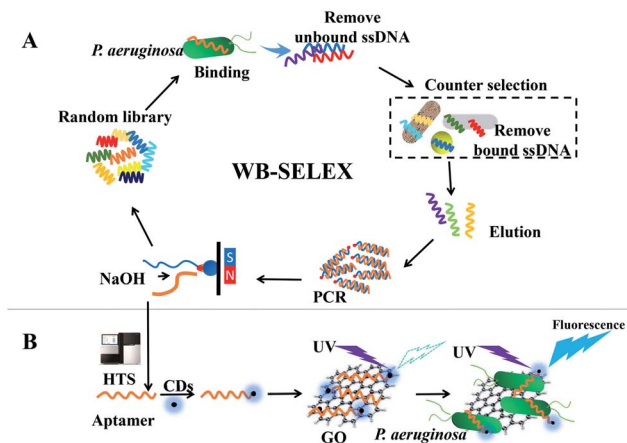 A
P. aeruginosa
Binding
Remove
unbound ssDNA
Counter selection
Remove
bound ssDNA
Random library
WB-SELEX
Elution
PCR
NaOH
S
N
B
HTS
CDs
Aptamer
UV
GO
UV
Fluorescence
P. aeruginosa